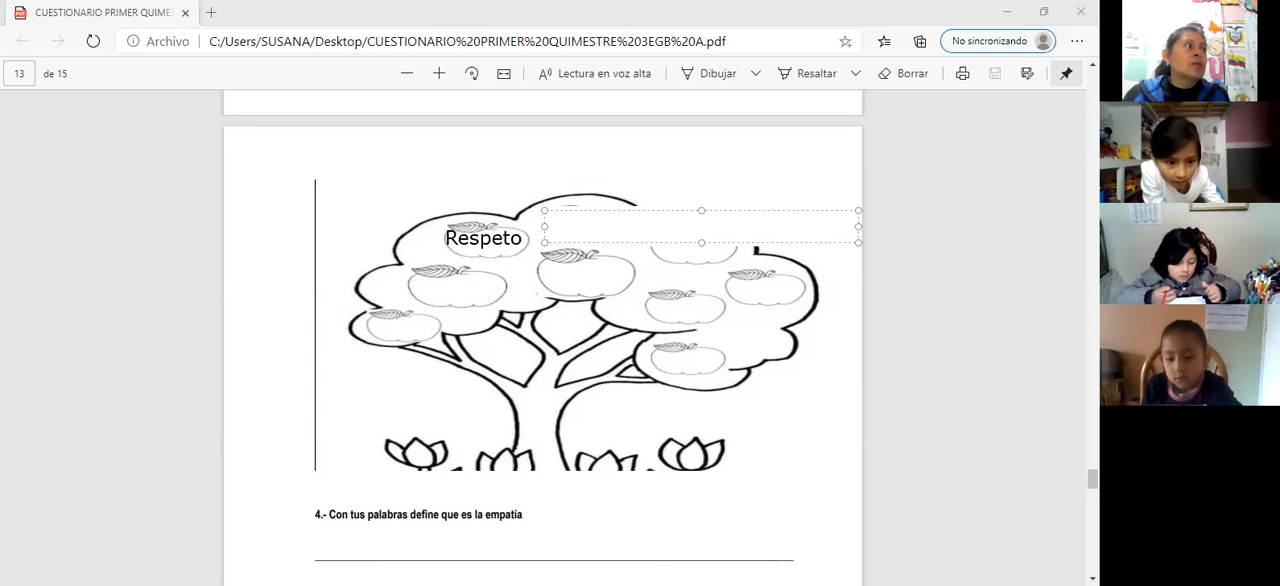 CUESTIONARIO PRIMER QUIMES
Archivo C:/Users/SUSANA/Desktop/CUESTIONARIO%20PRIMER%20QUIMESTRE%203EGB%20A.pdf No sincronizando
13 de 15 Lectura en voz alta Dibujar Resaltar Borrar
Respeto
4.- Con tus palabras define que es la empatía